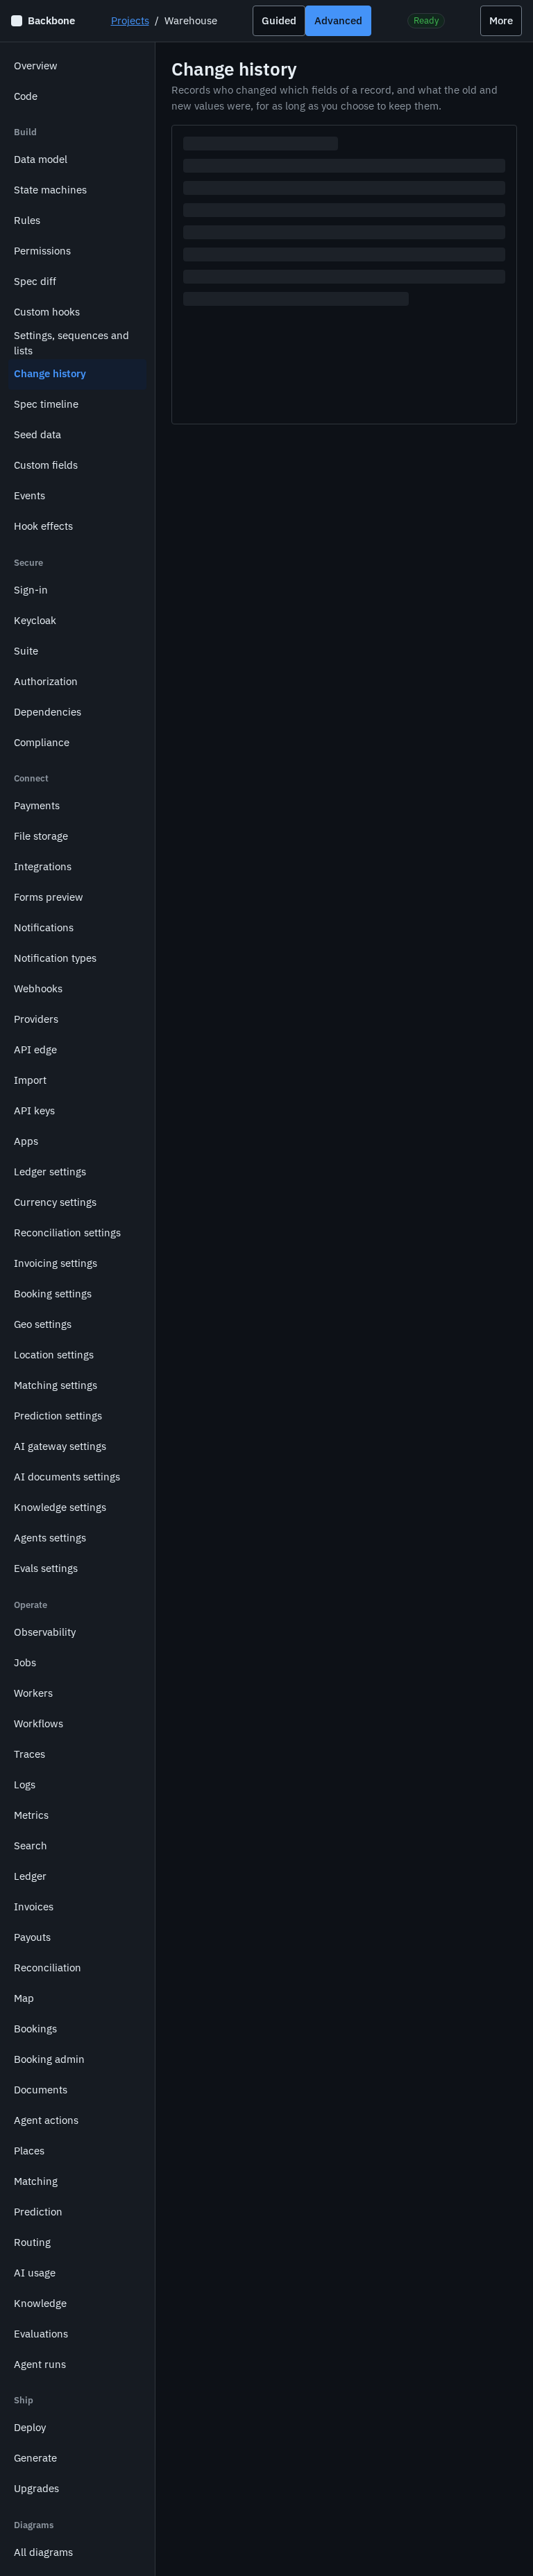 Backbone
Projects / Warehouse
Guided
Advanced
Ready
More
Overview
Code
Build
Data model
State machines
Rules
Permissions
Spec diff
Custom hooks
Settings, sequences and
lists
Change history
Spec timeline
Seed data
Custom fields
Events
Hook effects
Secure
Sign-in
Keycloak
Suite
Authorization
Dependencies
Compliance
Connect
Payments
File storage
Integrations
Forms preview
Notifications
Notification types
Webhooks
Providers
API edge
Import
API keys
Apps
Ledger settings
Currency settings
Reconciliation settings
Invoicing settings
Booking settings
Geo settings
Location settings
Matching settings
Prediction settings
AI gateway settings
AI documents settings
Knowledge settings
Agents settings
Evals settings
Operate
Observability
Jobs
Workers
Workflows
Traces
Logs
Metrics
Search
Ledger
Invoices
Payouts
Reconciliation
Map
Bookings
Booking admin
Documents
Agent actions
Places
Matching
Prediction
Routing
AI usage
Knowledge
Evaluations
Agent runs
Ship
Deploy
Generate
Upgrades
Diagrams
All diagrams
Change history
Records who changed which fields of a record, and what the old and
new values were, for as long as you choose to keep them.